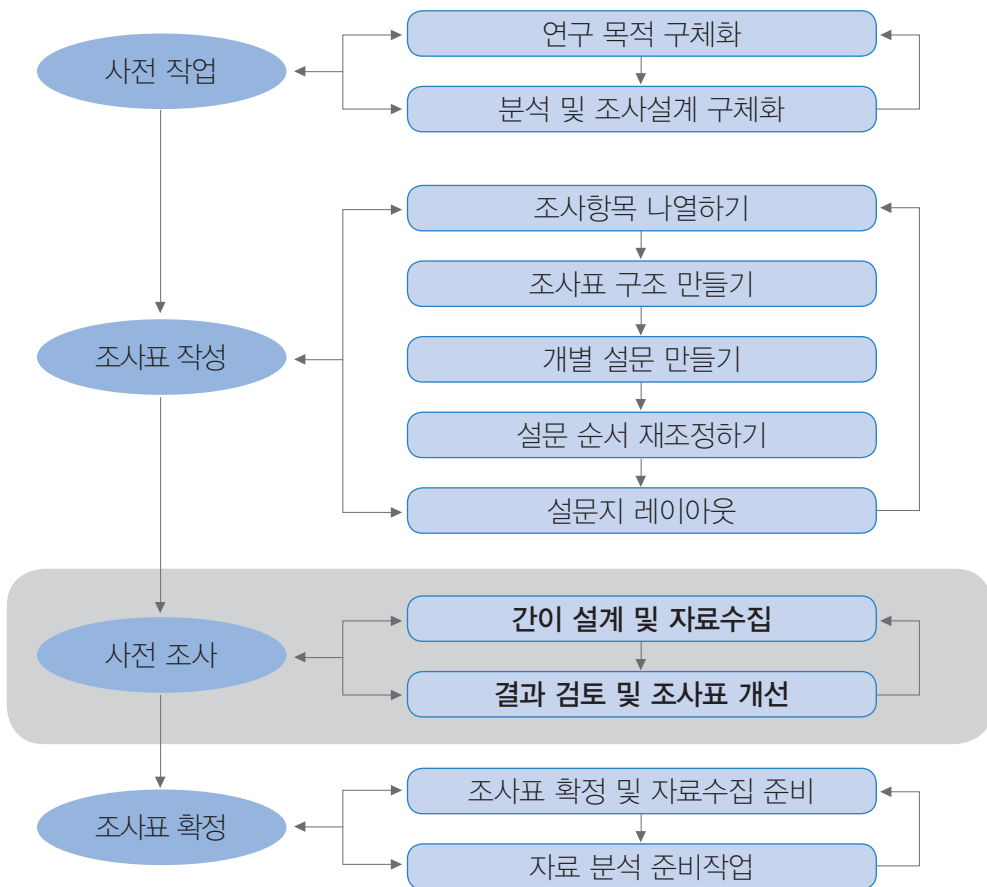 연구 목적 구체화
사전 작업
분석 및 조사설계 구체화
조사항목 나열하기
조사표 구조 만들기
조사표 작성
개별 설문 만들기
설문 순서 재조정하기
설문지 레이아웃
간이 설계 및 자료수집
사전 조사
결과 검토 및 조사표 개선
조사표 확정 및 자료수집 준비
조사표 확정
자료 분석 준비작업